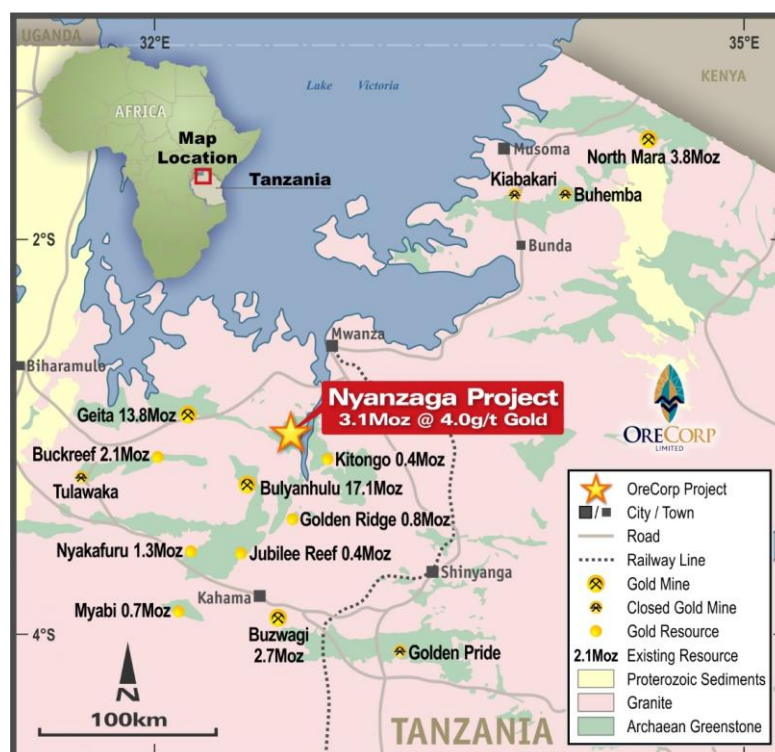 UGANDA
32°E
35°E
KENYA
Lake Victoria
AFRICA
Map
Location
Tanzania
Musoma
North Mara 3.8Moz
Kiabakari
Buhemba
2°S
2°S
Bunda
Mwanza
Biharamulo
Nyanzaga Project
3.1Moz @ 4.0g/t Gold
ORECORP
LIMITED
Geita 13.8Moz
Buckreef 2.1Moz
Kitongo 0.4Moz
Tulawaka
Bulyanhulu 17.1Moz
Golden Ridge 0.8Moz
Nyakafuru 1.3Moz
Jubilee Reef 0.4Moz
Shinyanga
Kahama
Myabi 0.7Moz
Buzwagi
2.7Moz
4°S
Golden Pride
N
100km
TANZANIA
OreCorp Project
/ City / Town
Road
Railway Line
Gold Mine
Closed Gold Mine
Gold Resource
2.1Moz Existing Resource
Proterozoic Sediments
Granite
Archaean Greenstone